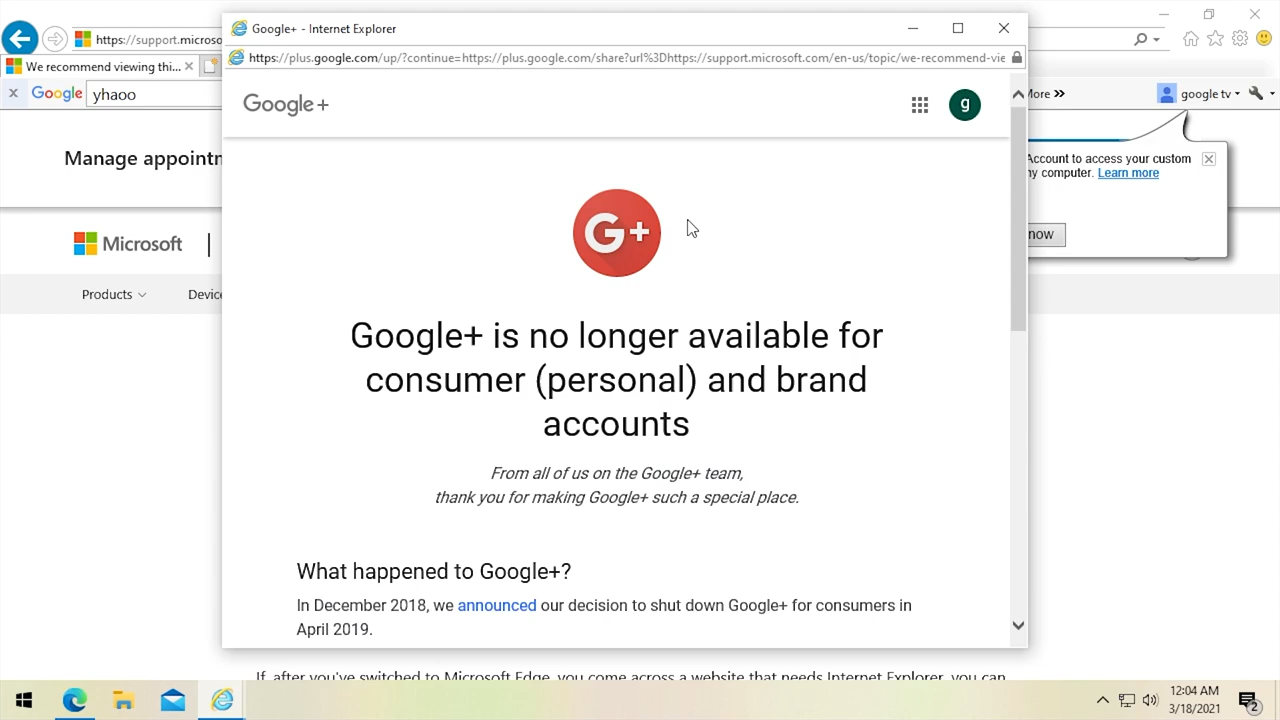 Google+ - Internet Explorer
https://support.microso
https://plus.google.com/up/?continue=https://plus.google.com/share?url%3Dhttps://support.microsoft.com/en-us/topic/we-recommend-vie
We recommend viewing thi...
Google
yhaoo
More
google tv
Google+
g
Manage appointm
Account to access your custom
my computer. Learn more
now
G+
Microsoft
Products
Device
Google+ is no longer available for
consumer (personal) and brand
accounts
From all of us on the Google+ team,
thank you for making Google+ such a special place.
What happened to Google+?
In December 2018, we announced our decision to shut down Google+ for consumers in
April 2019.
If, after you've switched to Microsoft Edge, you come across a website that needs Internet Explorer, you can
12:04 AM
3/18/2021
2